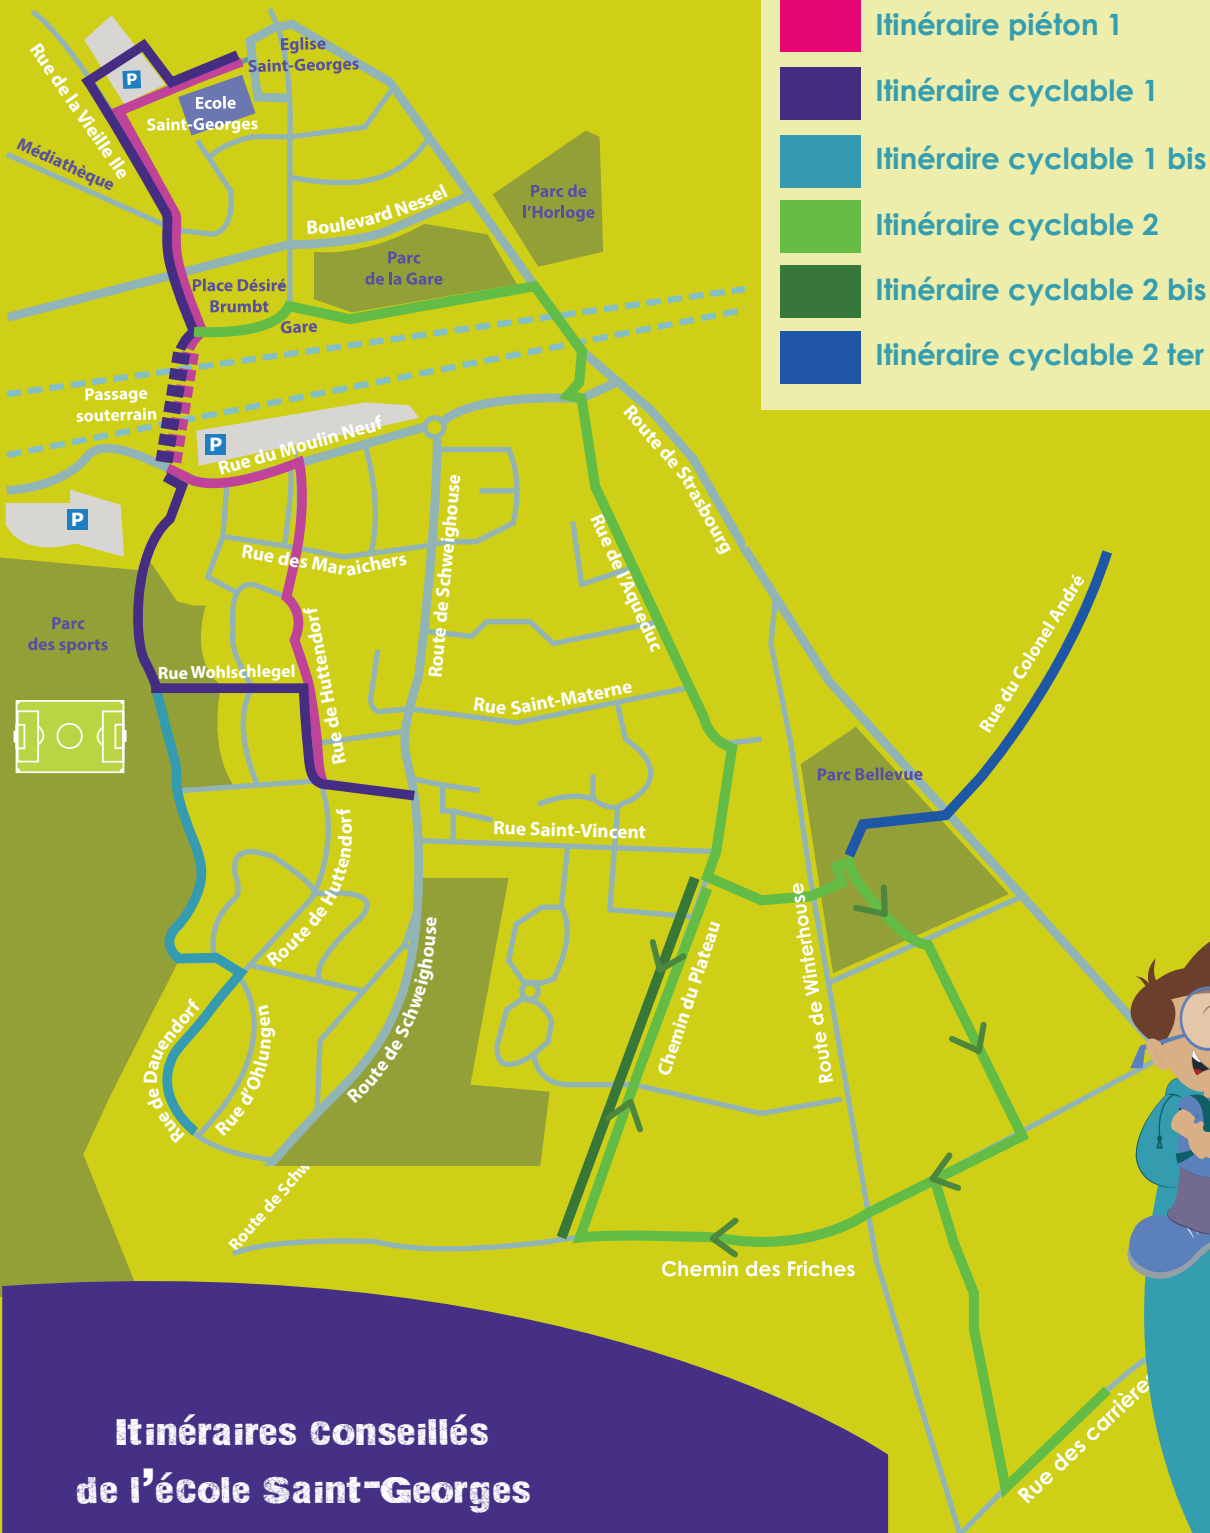 Itinéraire piéton 1
Itinéraire cyclable 1
Itinéraire cyclable 1 bis
Itinéraire cyclable 2
Itinéraire cyclable 2 bis
Itinéraire cyclable 2 ter
Eglise
Saint-Georges
Rue de la Vieille Ile
P
Ecole
Saint-Georges
Médiathèque
Boulevard Nessel
Parc de
l'Horloge
Parc
de la Gare
Place Désiré
Brumbt
Gare
Passage
souterrain
P
Rue du Moulin Neuf
P
Route de Strasbourg
Rue des Maraichers
Route de Schweighouse
Rue de l'Aqueduc
Parc
des sports
Rue Wohlschlegel
Rue de Huttendorf
Rue Saint-Materne
Rue du Colonel André
Parc Bellevue
Rue Saint-Vincent
Route de Huttendorf
Route de Schweighouse
Chemin du Plateau
Route de Winterhouse
Rue de Dauendorf
Rue d'Ohlungen
Route de Schw
Chemin des Friches
Rue des carrières
Itinéraires conseillés
de l'école Saint-Georges